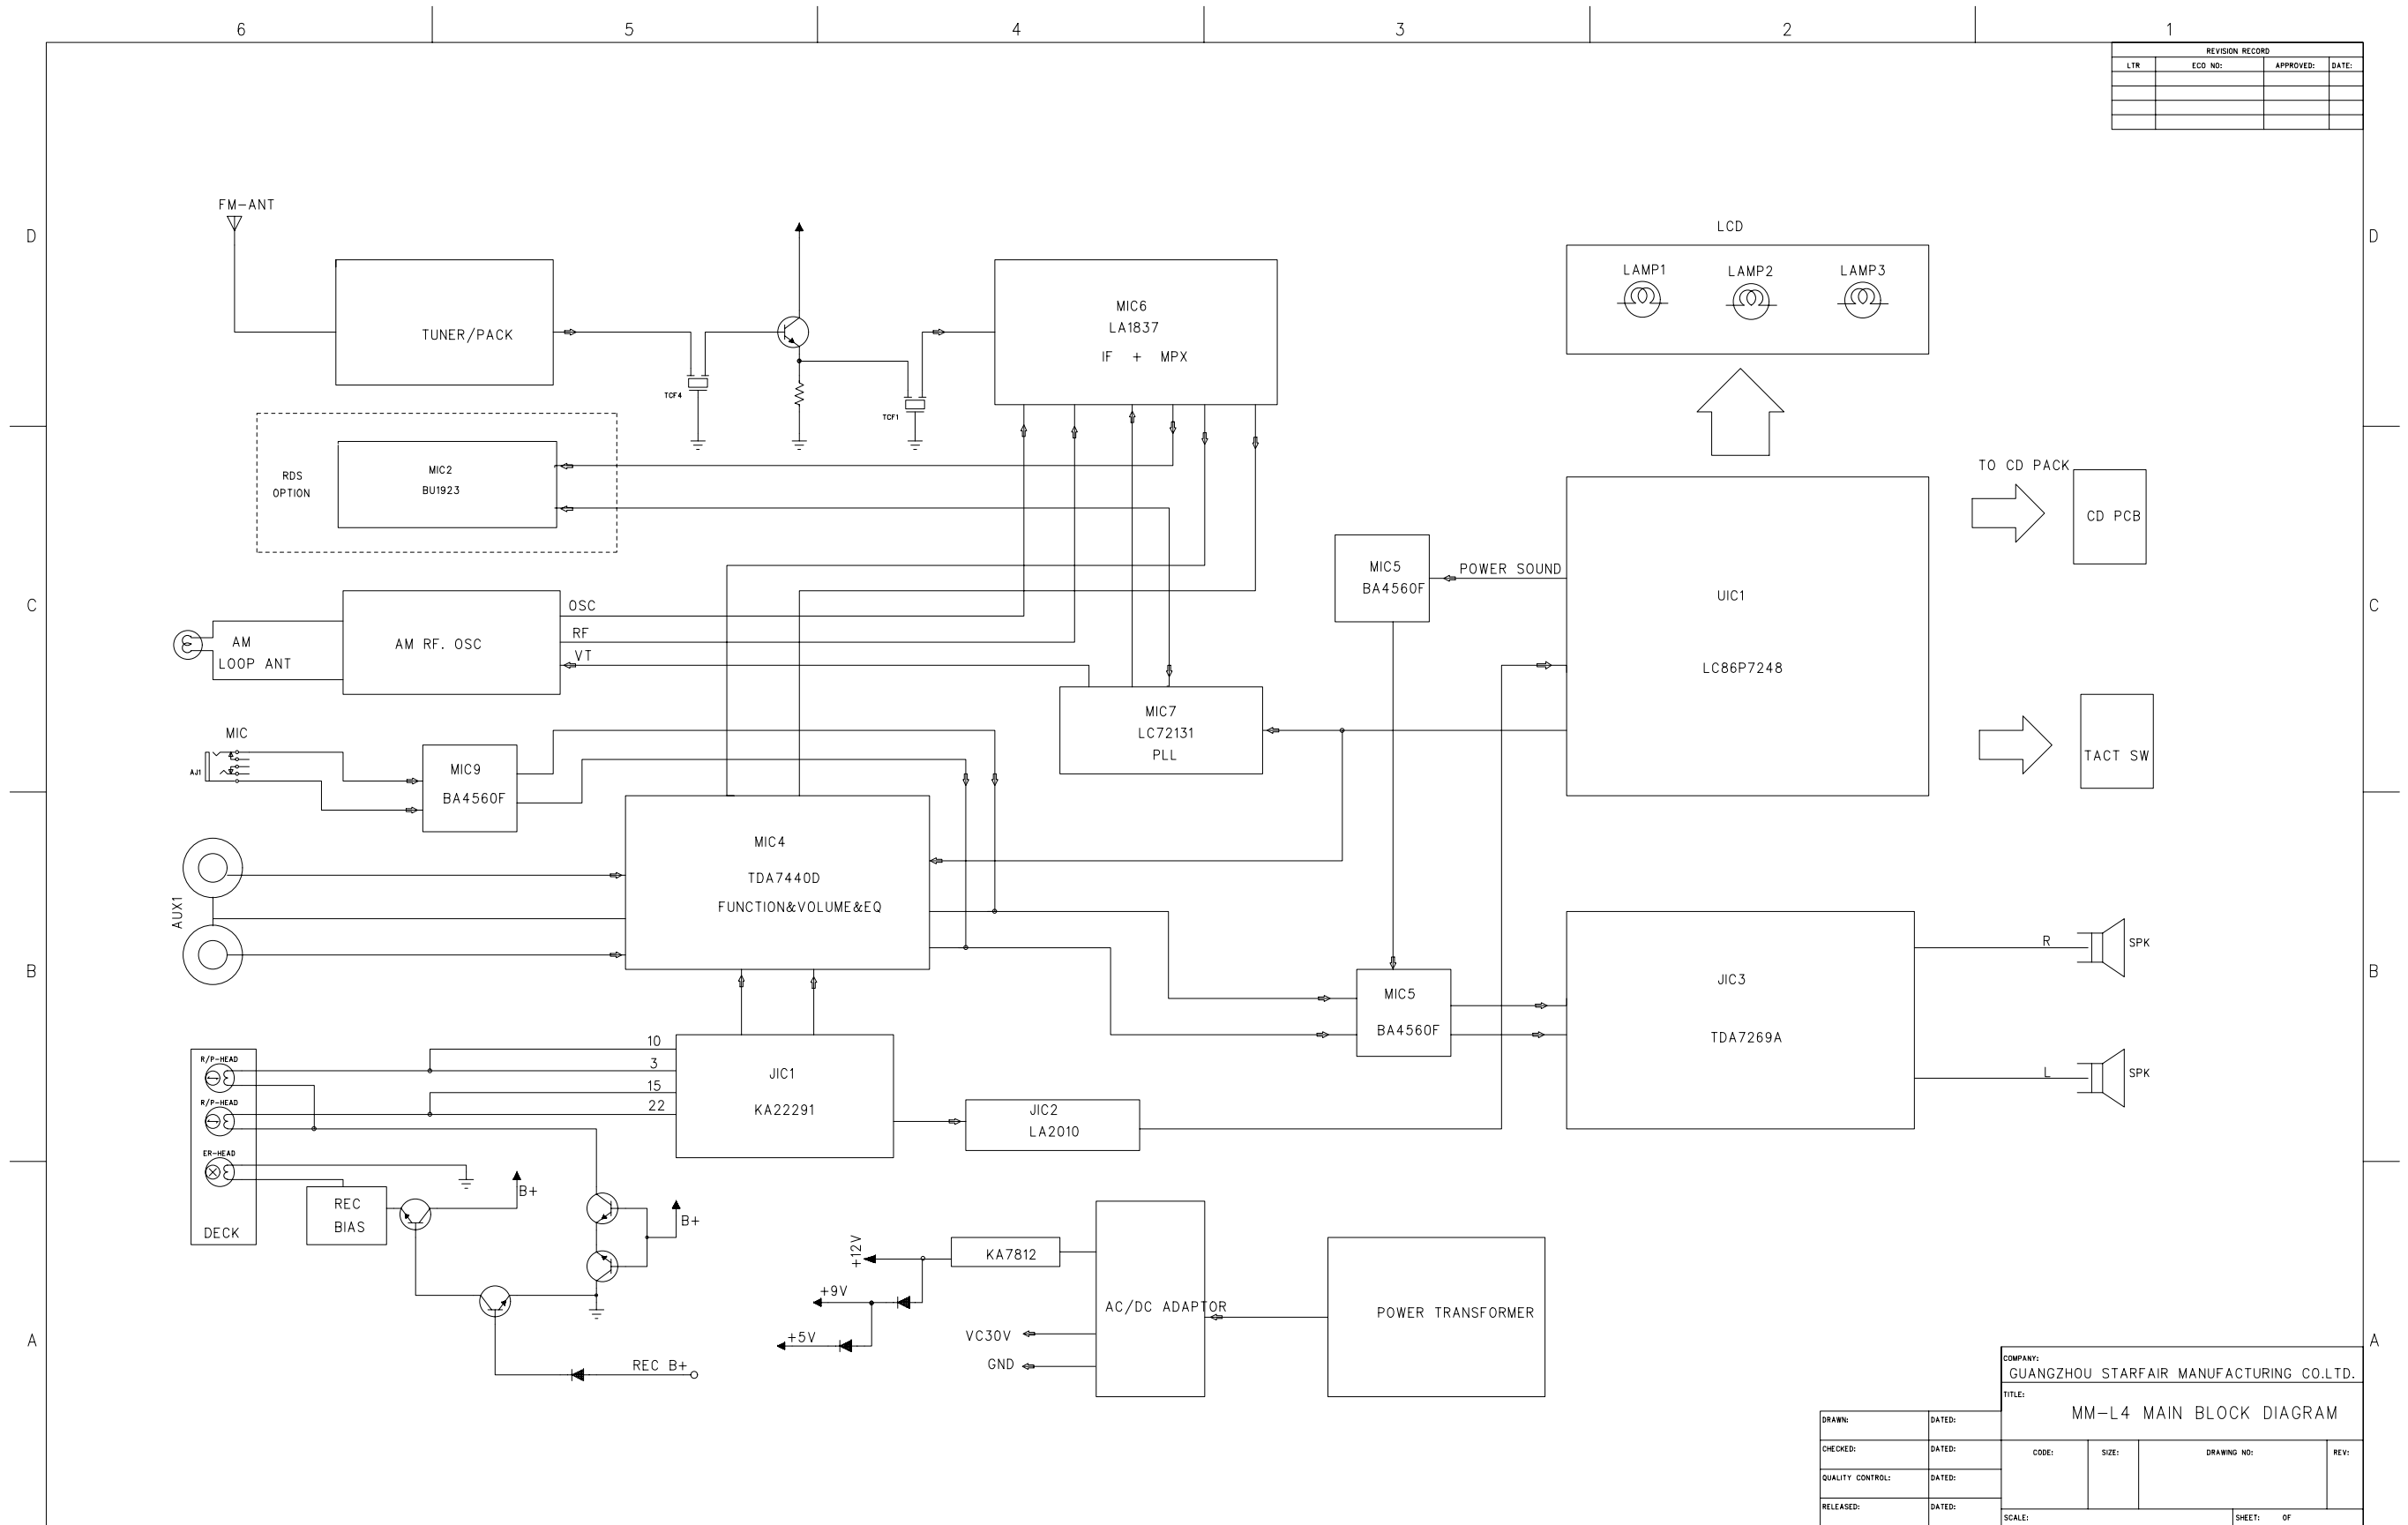 6 5 4 3 2 1
REVISION RECORD
LTR ECO NO: APPROVED: DATE:
D D
FM-ANT
TUNER/PACK
TCF4
TCF1
MIC6
LA1837
IF + MPX
LCD
LAMP1 LAMP2 LAMP3
RDS
OPTION
MIC2
BU1923
TO CD PACK
CD PCB
C C
MIC5
BA4560F
POWER SOUND
UIC1
LC86P7248
AM
LOOP ANT
AM RF. OSC
OSC
RF
VT
MIC7
LC72131
PLL
TACT SW
MIC
AJ1
MIC9
BA4560F
MIC4
TDA7440D
FUNCTION&VOLUME&EQ
AUX1
B B
MIC5
BA4560F
JIC3
TDA7269A
R
SPK
L
SPK
R/P-HEAD
R/P-HEAD
ER-HEAD
DECK
10
3
15
22
JIC1
KA22291
JIC2
LA2010
REC
BIAS
B+
B+
REC B+
+12V
+9V
+5V
KA7812
VC30V
GND
AC/DC ADAPTOR
POWER TRANSFORMER
A A
COMPANY:
GUANGZHOU STARFAIR MANUFACTURING CO.LTD.
TITLE:
MM-L4 MAIN BLOCK DIAGRAM
DRAWN: DATED:
CHECKED: DATED:
QUALITY CONTROL: DATED:
RELEASED: DATED:
CODE: SIZE: DRAWING NO: REV:
SCALE: SHEET: OF